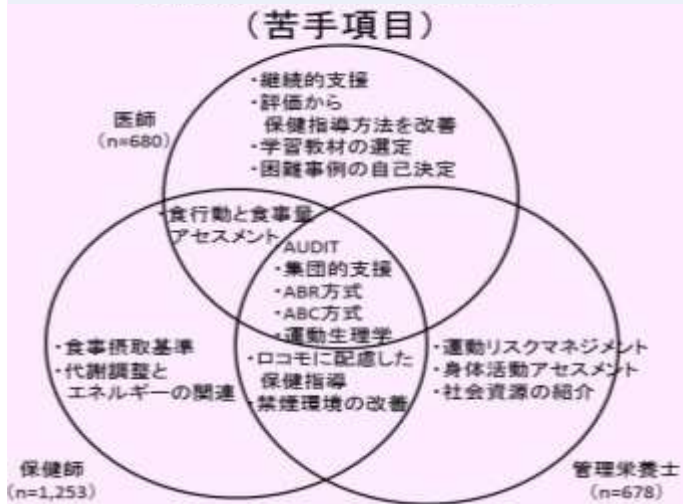 （苦手項目）
医師
（n=680）
・継続的支援
・評価から
保健指導方法を改善
・学習教材の選定
・困難事例の自己決定
・食行動と食事量
アセスメント
・AUDIT
・集団的支援
・ABR方式
・ABC方式
・運動生理学
・ロコモに配慮した
保健指導
・禁煙環境の改善
・食事摂取基準
・代謝調整と
エネルギーの関連
・運動リスクマネジメント
・身体活動アセスメント
・社会資源の紹介
保健師
（n=1,253）
管理栄養士
（n=678）